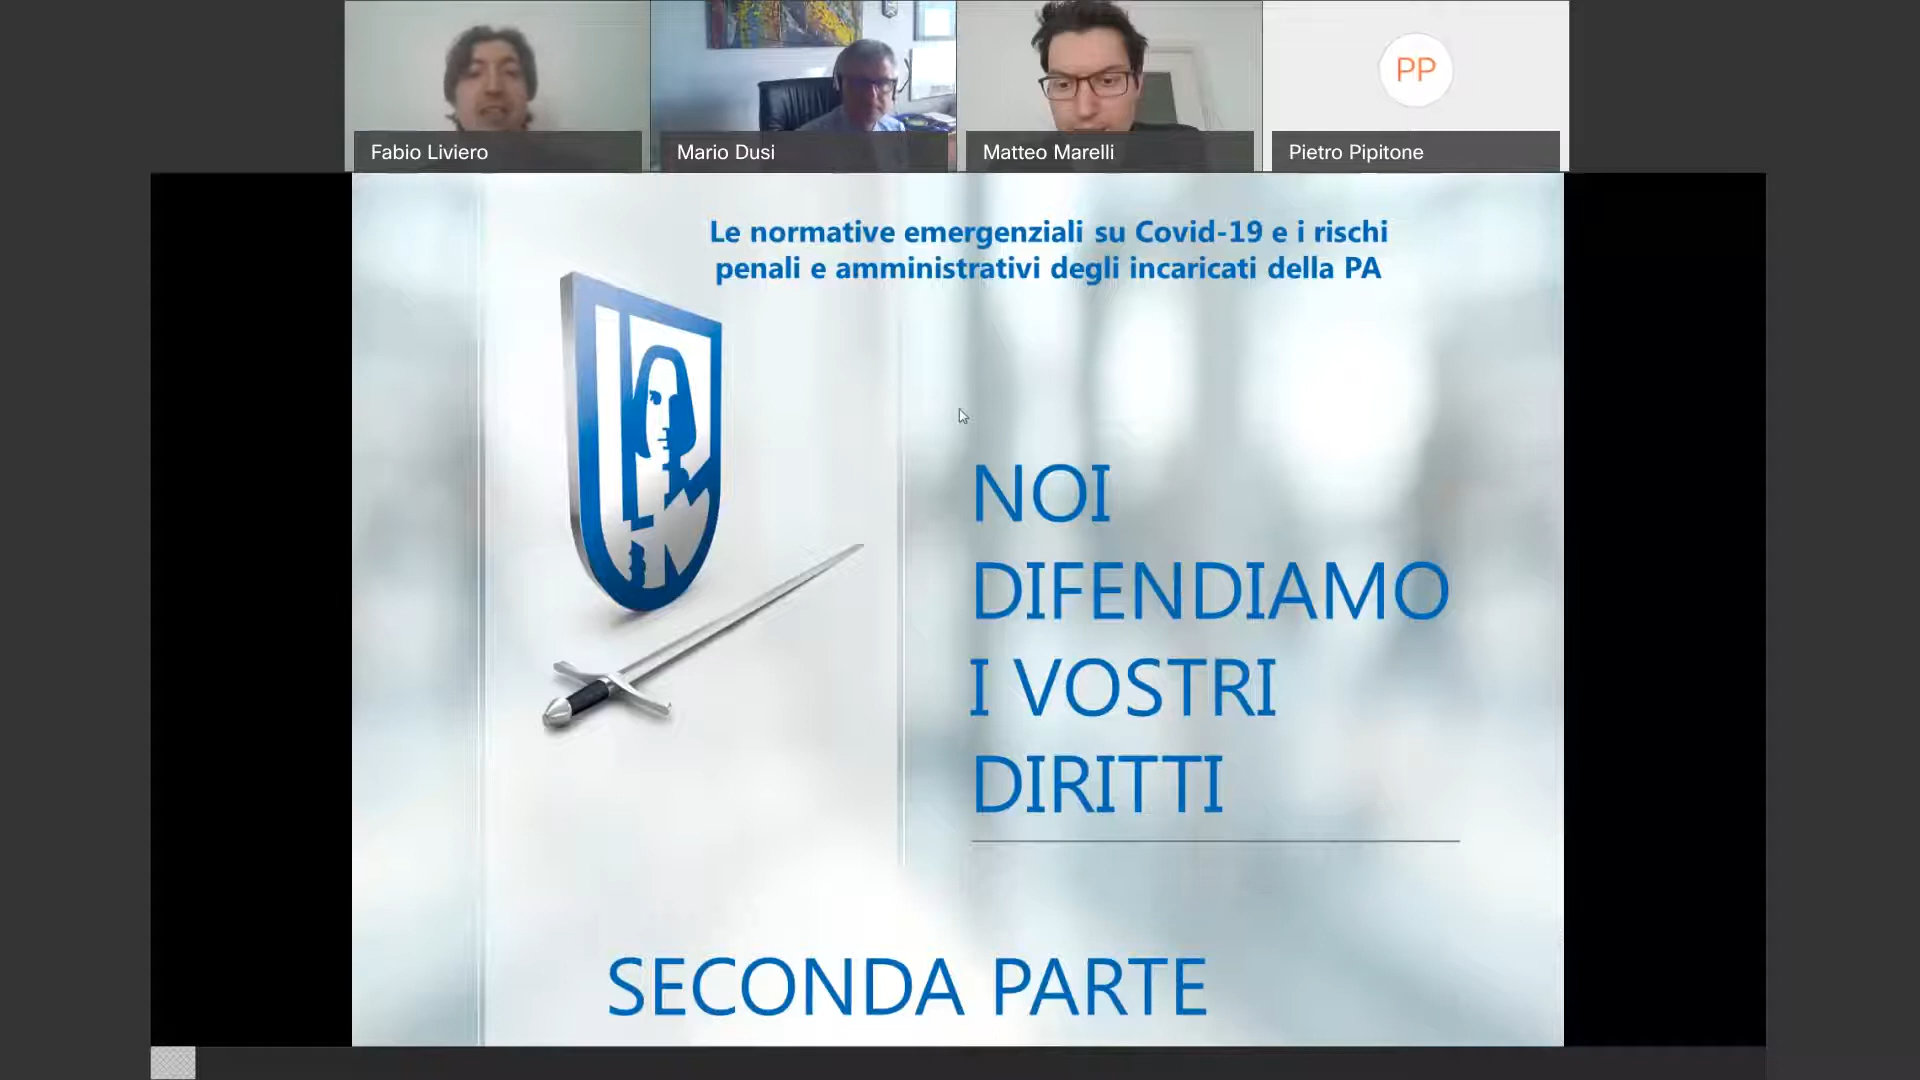 Fabio Liviero
Mario Dusi
Matteo Marelli
PP
Pietro Pipitone
Le normative emergenziali su Covid-19 e i rischi
penali e amministrativi degli incaricati della PA
NOI
DIFENDIAMO
I VOSTRI
DIRITTI
SECONDA PARTE